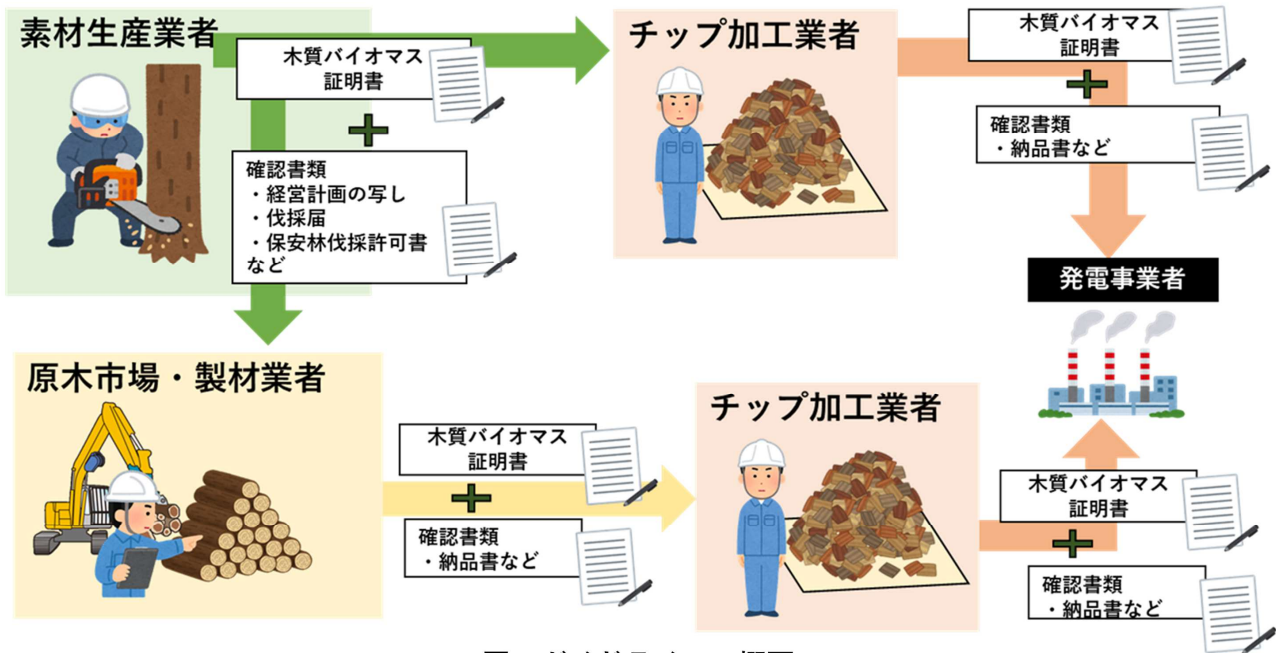 素材生産業者
木質バイオマス
証明書
確認書類
・経営計画の写し
・伐採届
・保安林伐採許可書
など
チップ加工業者
木質バイオマス
証明書
確認書類
・納品書など
発電事業者
原木市場・製材業者
木質バイオマス
証明書
確認書類
・納品書など
チップ加工業者
木質バイオマス
証明書
確認書類
・納品書など